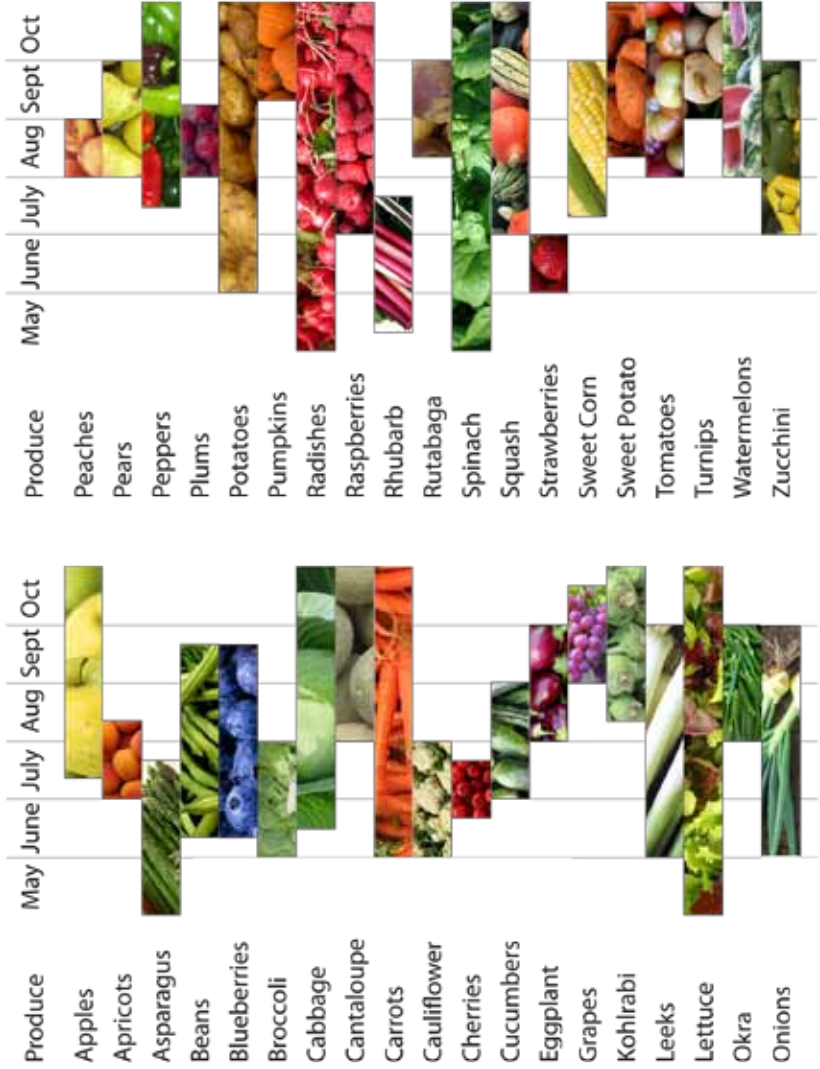 Produce May June July Aug Sept Oct
Apples
Apricots
Asparagus
Beans
Blueberries
Broccoli
Cabbage
Cantaloupe
Carrots
Cauliflower
Cherries
Cucumbers
Eggplant
Grapes
Kohlrabi
Leeks
Lettuce
Okra
Onions
Produce May June July Aug Sept Oct
Peaches
Pears
Peppers
Plums
Potatoes
Pumpkins
Radishes
Raspberries
Rhubarb
Rutabaga
Spinach
Squash
Strawberries
Sweet Corn
Sweet Potato
Tomatoes
Turnips
Watermelons
Zucchini